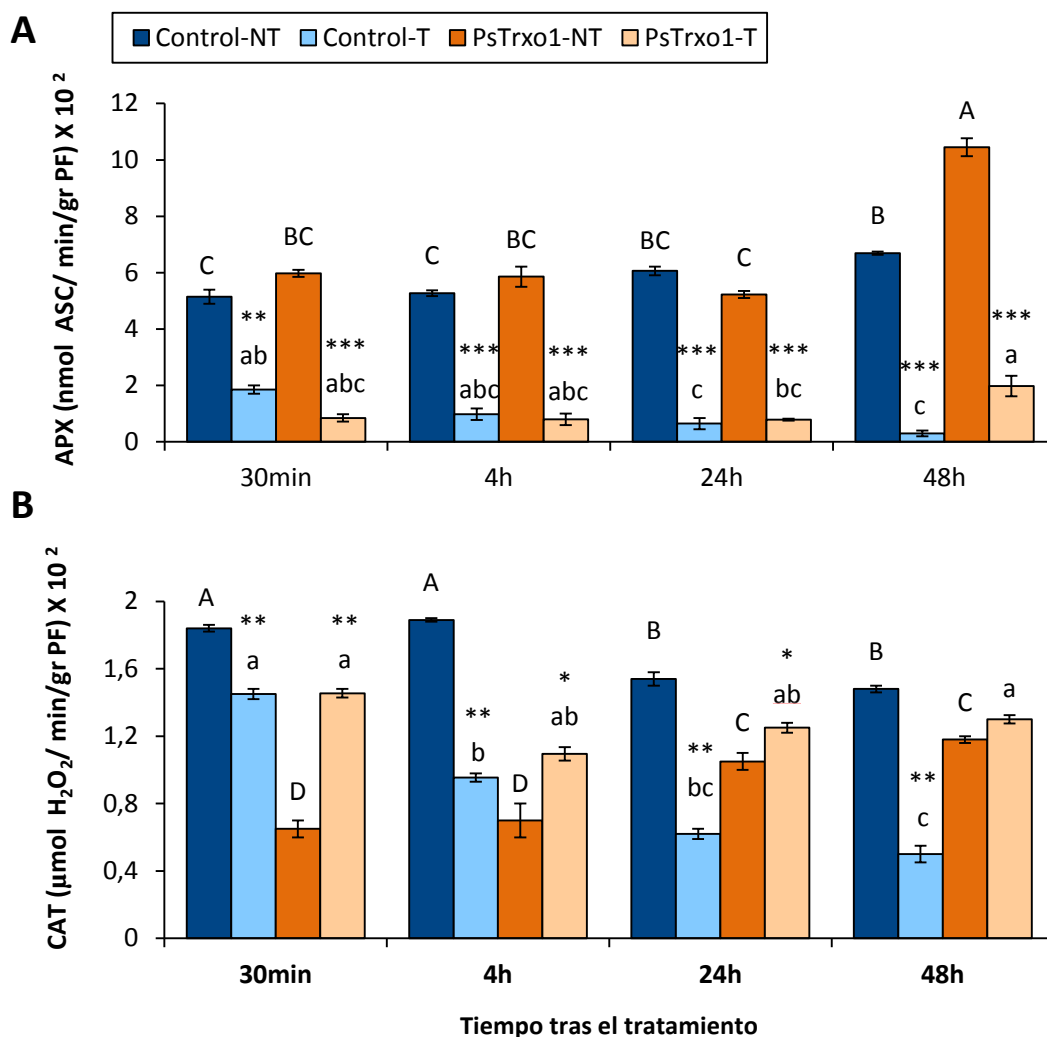 A
Control-NT Control-T PsTrxo1-NT PsTrxo1-T
APX (nmol ASC/ min/gr PF) X 10 ²
12
10
8
6
4
2
0
C
**
ab
BC
***
abc
C
***
abc
BC
***
abc
BC
***
c
C
***
bc
B
***
c
A
***
a
30min 4h 24h 48h
B
CAT (µmol H₂O₂/ min/gr PF) X 10 ²
2
1,6
1,2
0,8
0,4
0
A
**
a
D
**
a
A
**
b
D
*
ab
B
**
bc
C
*
ab
B
**
c
C
a
30min 4h 24h 48h
Tiempo tras el tratamiento